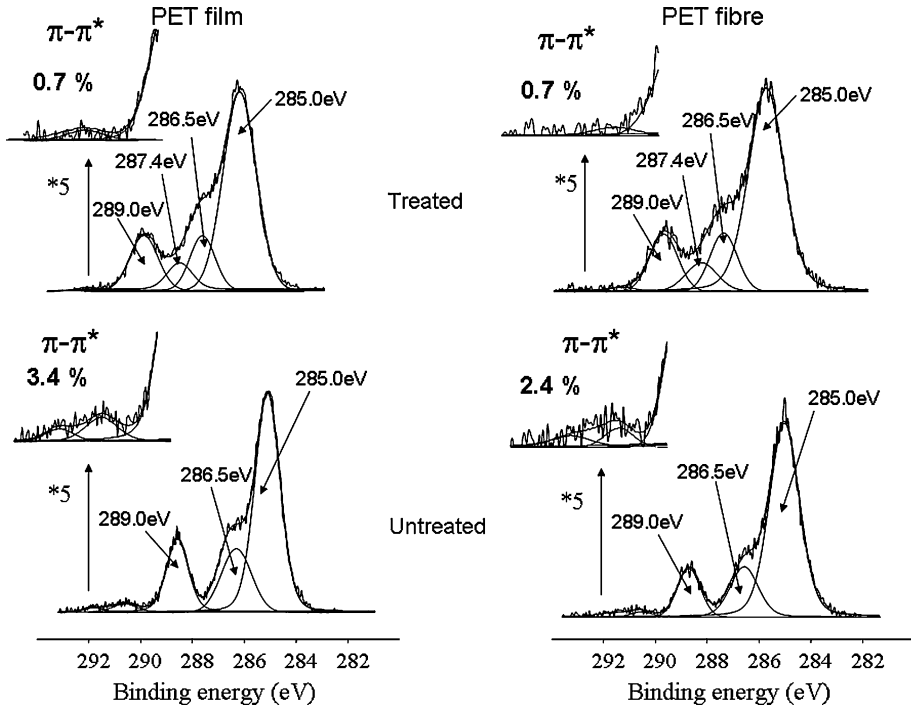 PET film
PET fibre
π-π*
0.7 %
286.5eV
285.0eV
287.4eV
*5
289.0eV
π-π*
0.7 %
286.5eV
285.0eV
287.4eV
*5
289.0eV
Treated
π-π*
3.4 %
285.0eV
286.5eV
*5
289.0eV
π-π*
2.4 %
285.0eV
286.5eV
*5
289.0eV
Untreated
292 290 288 286 284 282
Binding energy (eV)
292 290 288 286 284 282
Binding energy (eV)